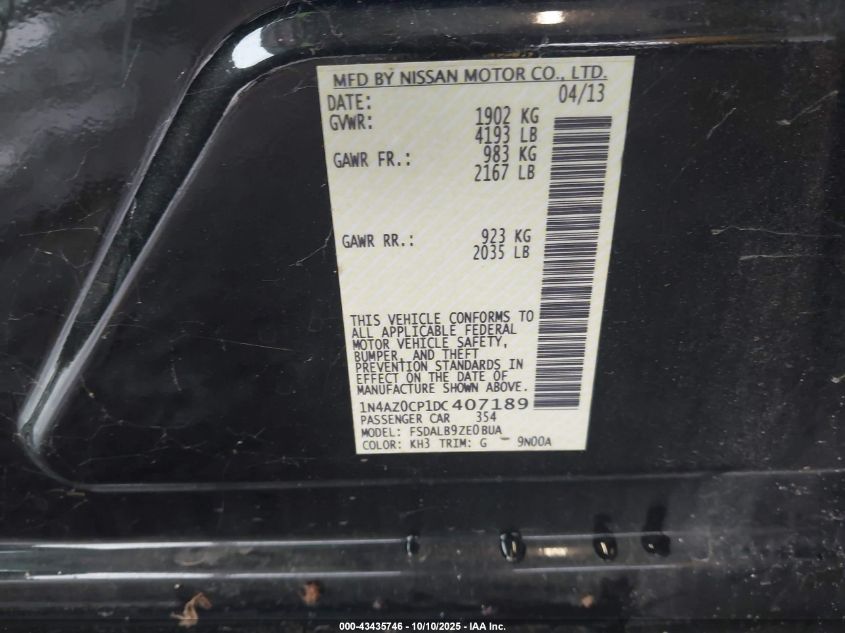 MFD BY NISSAN MOTOR CO., LTD.
DATE: 04/13
GVWR: 1902 KG
4193 LB
GAWR FR.: 983 KG
2167 LB
GAWR RR.: 923 KG
2035 LB
THIS VEHICLE CONFORMS TO
ALL APPLICABLE FEDERAL
MOTOR VEHICLE SAFETY,
BUMPER, AND THEFT
PREVENTION STANDARDS IN
EFFECT ON THE DATE OF
MANUFACTURE SHOWN ABOVE.
1N4AZ0CP1DC407189
PASSENGER CAR 354
MODEL: FSDALB9ZE0BUA
COLOR: KH3 TRIM: G - 9N00A
000-43435746 - 10/10/2025 - IAA Inc.